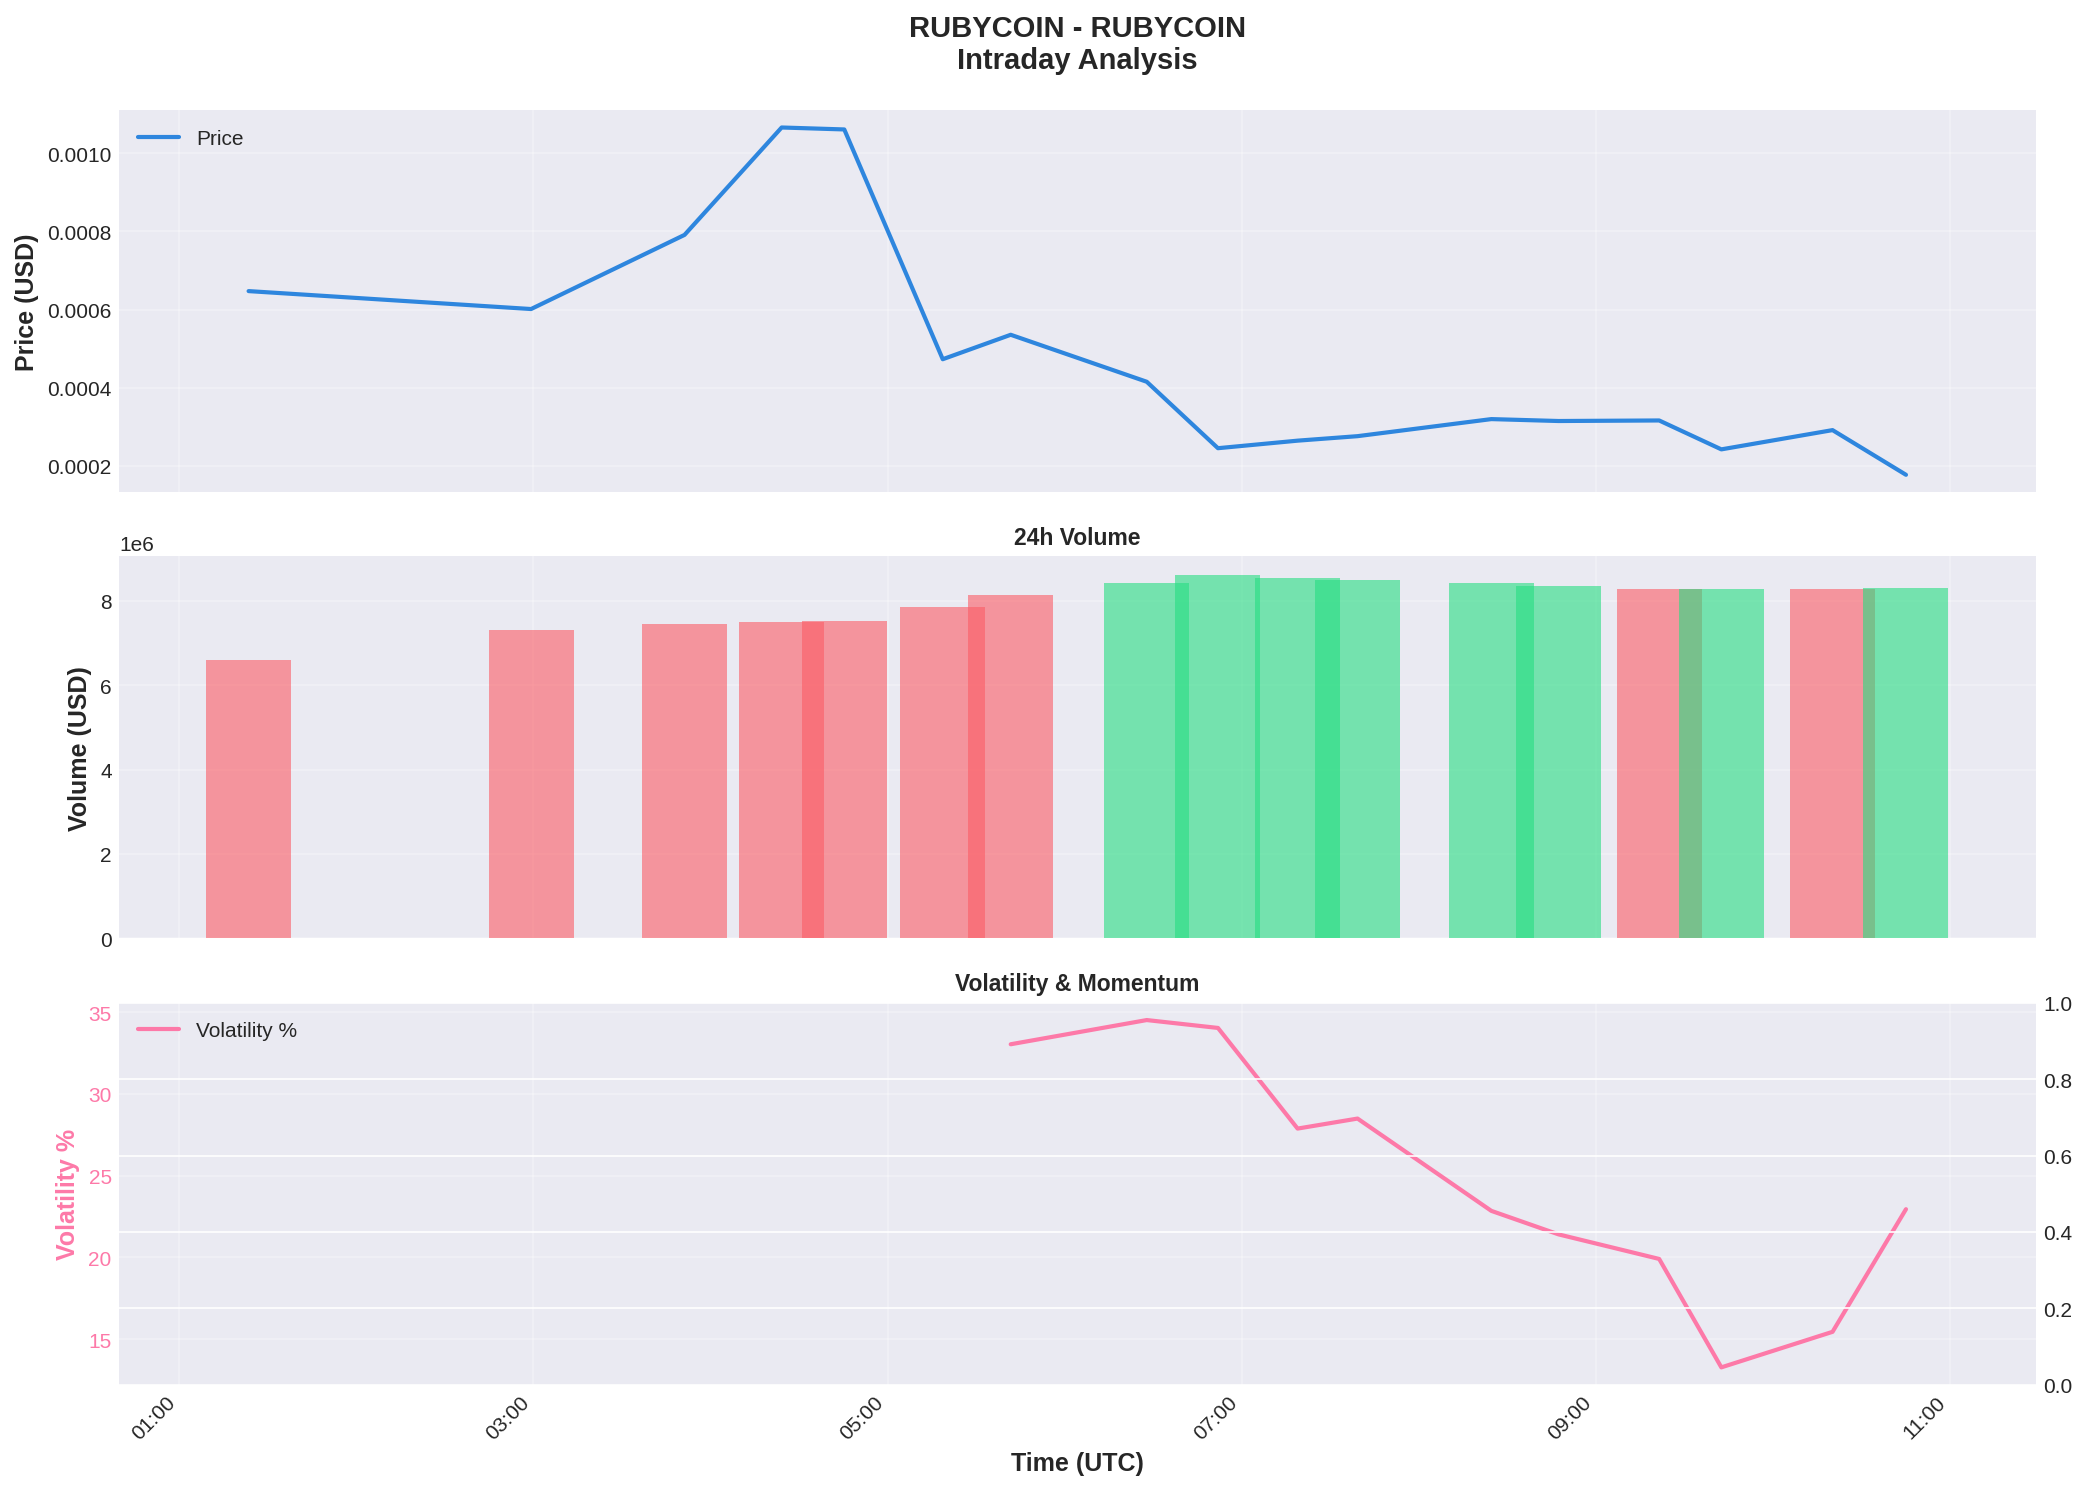 RUBYCOIN - RUBYCOIN
Intraday Analysis
Price
0.0010
0.0008
0.0006
0.0004
0.0002
Price (USD)
24h Volume
1e6
8
6
4
2
0
Volume (USD)
Volatility & Momentum
Volatility %
35
30
25
20
15
Volatility %
1.0
0.8
0.6
0.4
0.2
0.0
01:00
03:00
05:00
07:00
09:00
11:00
Time (UTC)